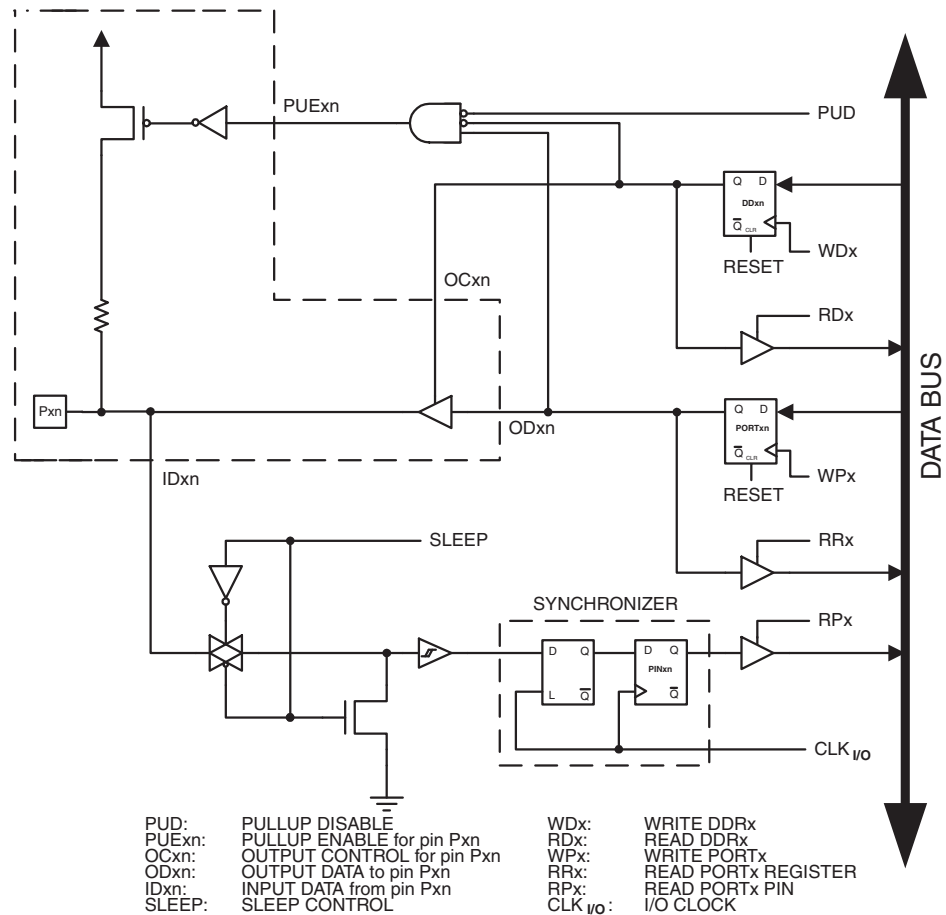 PUExn
PUD
Q D
DDxn
Q CLR
WDx
RESET
OCxn
RDx
Pxn
ODxn
Q D
PORTxn
Q CLR
WPx
RESET
IDxn
SLEEP
RRx
SYNCHRONIZER
RPx
D Q
L Q
D Q
PINxn
Q
CLK I/O
DATA BUS
PUD: PULLUP DISABLE
PUExn: PULLUP ENABLE for pin Pxn
OCxn: OUTPUT CONTROL for pin Pxn
ODxn: OUTPUT DATA to pin Pxn
IDxn: INPUT DATA from pin Pxn
SLEEP: SLEEP CONTROL
WDx: WRITE DDRx
RDx: READ DDRx
WPx: WRITE PORTx
RRx: READ PORTx REGISTER
RPx: READ PORTx PIN
CLK I/O: I/O CLOCK